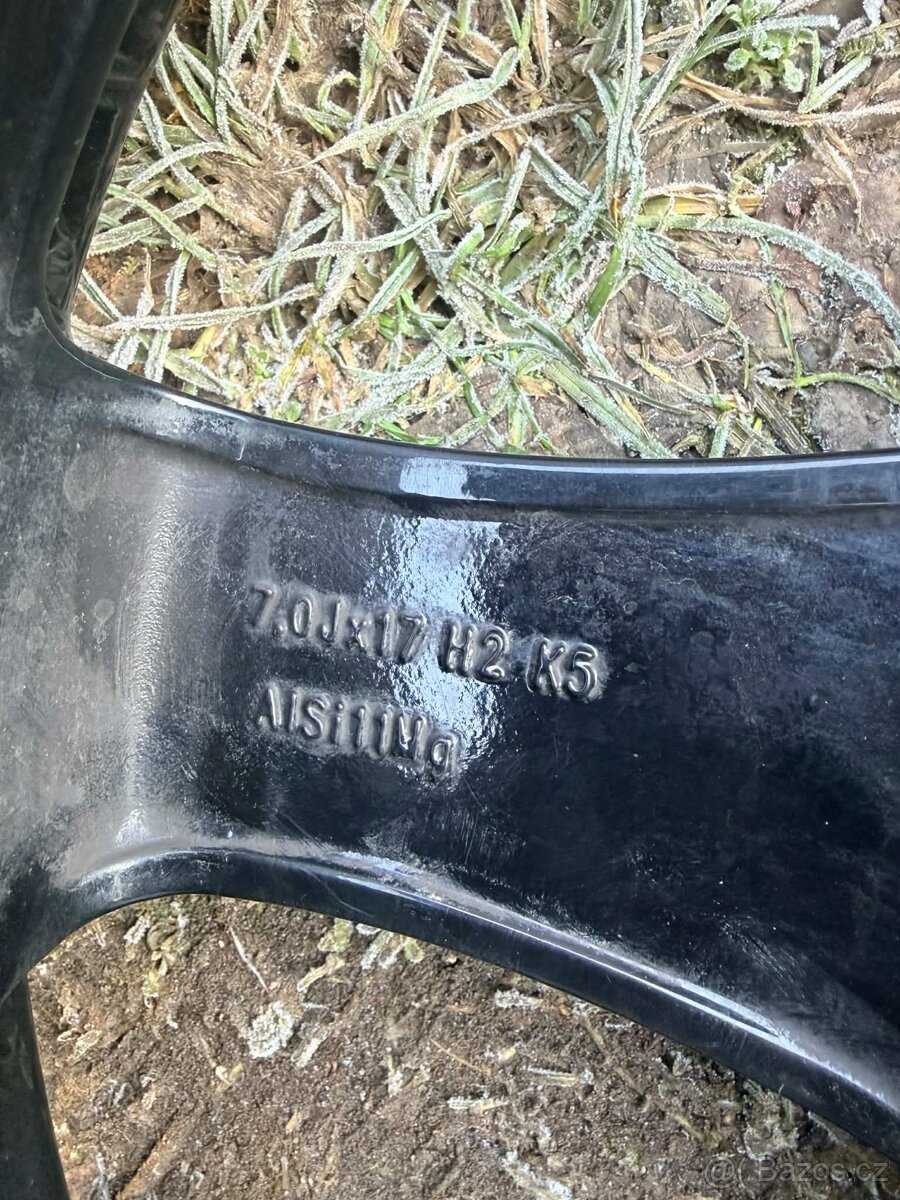 7.0Jx17 H2 K5
AlSi11Mg
@( Bazos.cz